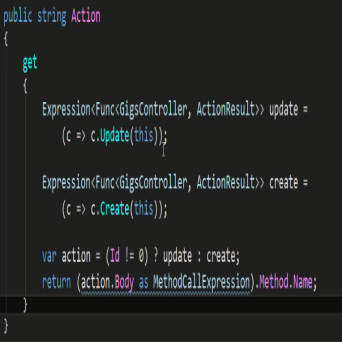 public string Action
{
get
{
Expression<Func<GigsController, ActionResult>> update =
(c => c.Update(this));
Expression<Func<GigsController, ActionResult>> create =
(c => c.Create(this));
var action = (Id != 0) ? update : create;
return (action.Body as MethodCallExpression).Method.Name;
}
}